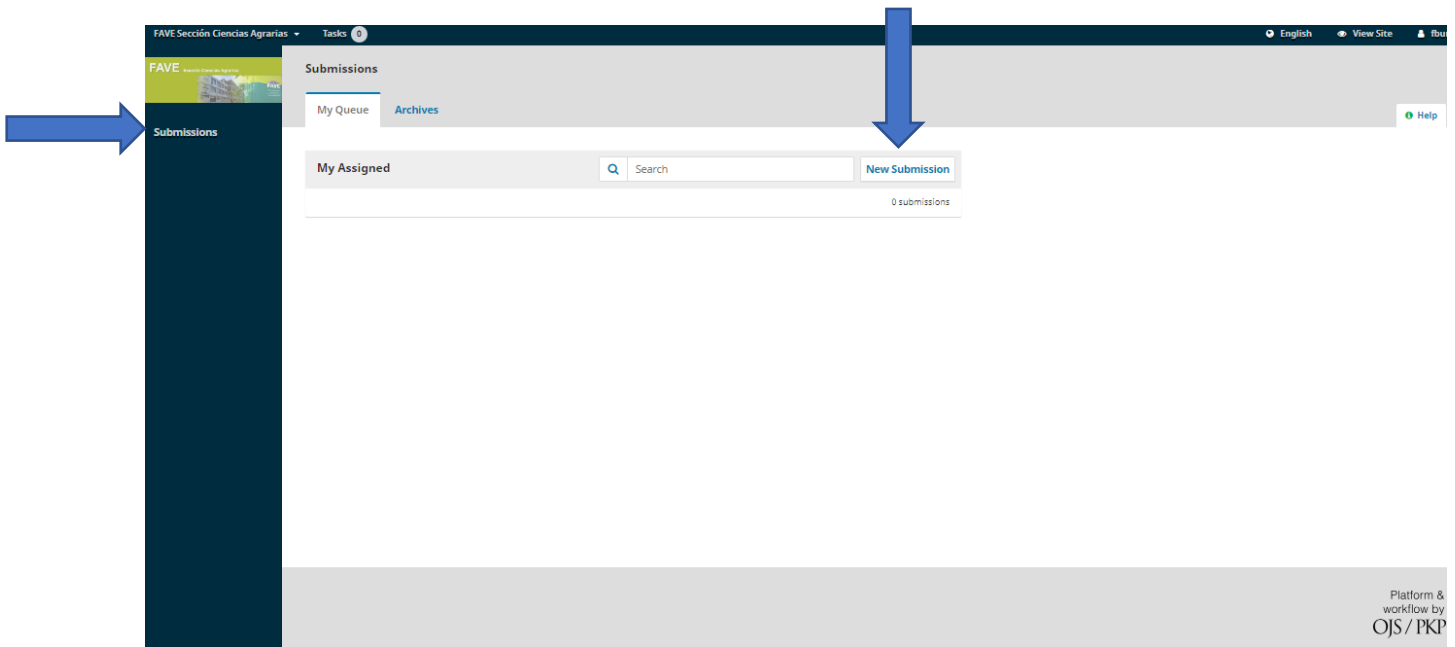 FAVE Sección Ciencias Agrarias Tasks 0 English View Site
FAVE
Submissions
My Queue Archives
Help
Submissions
My Assigned Search New Submission
0 submissions
Platform &
workflow by
OJS / PKP